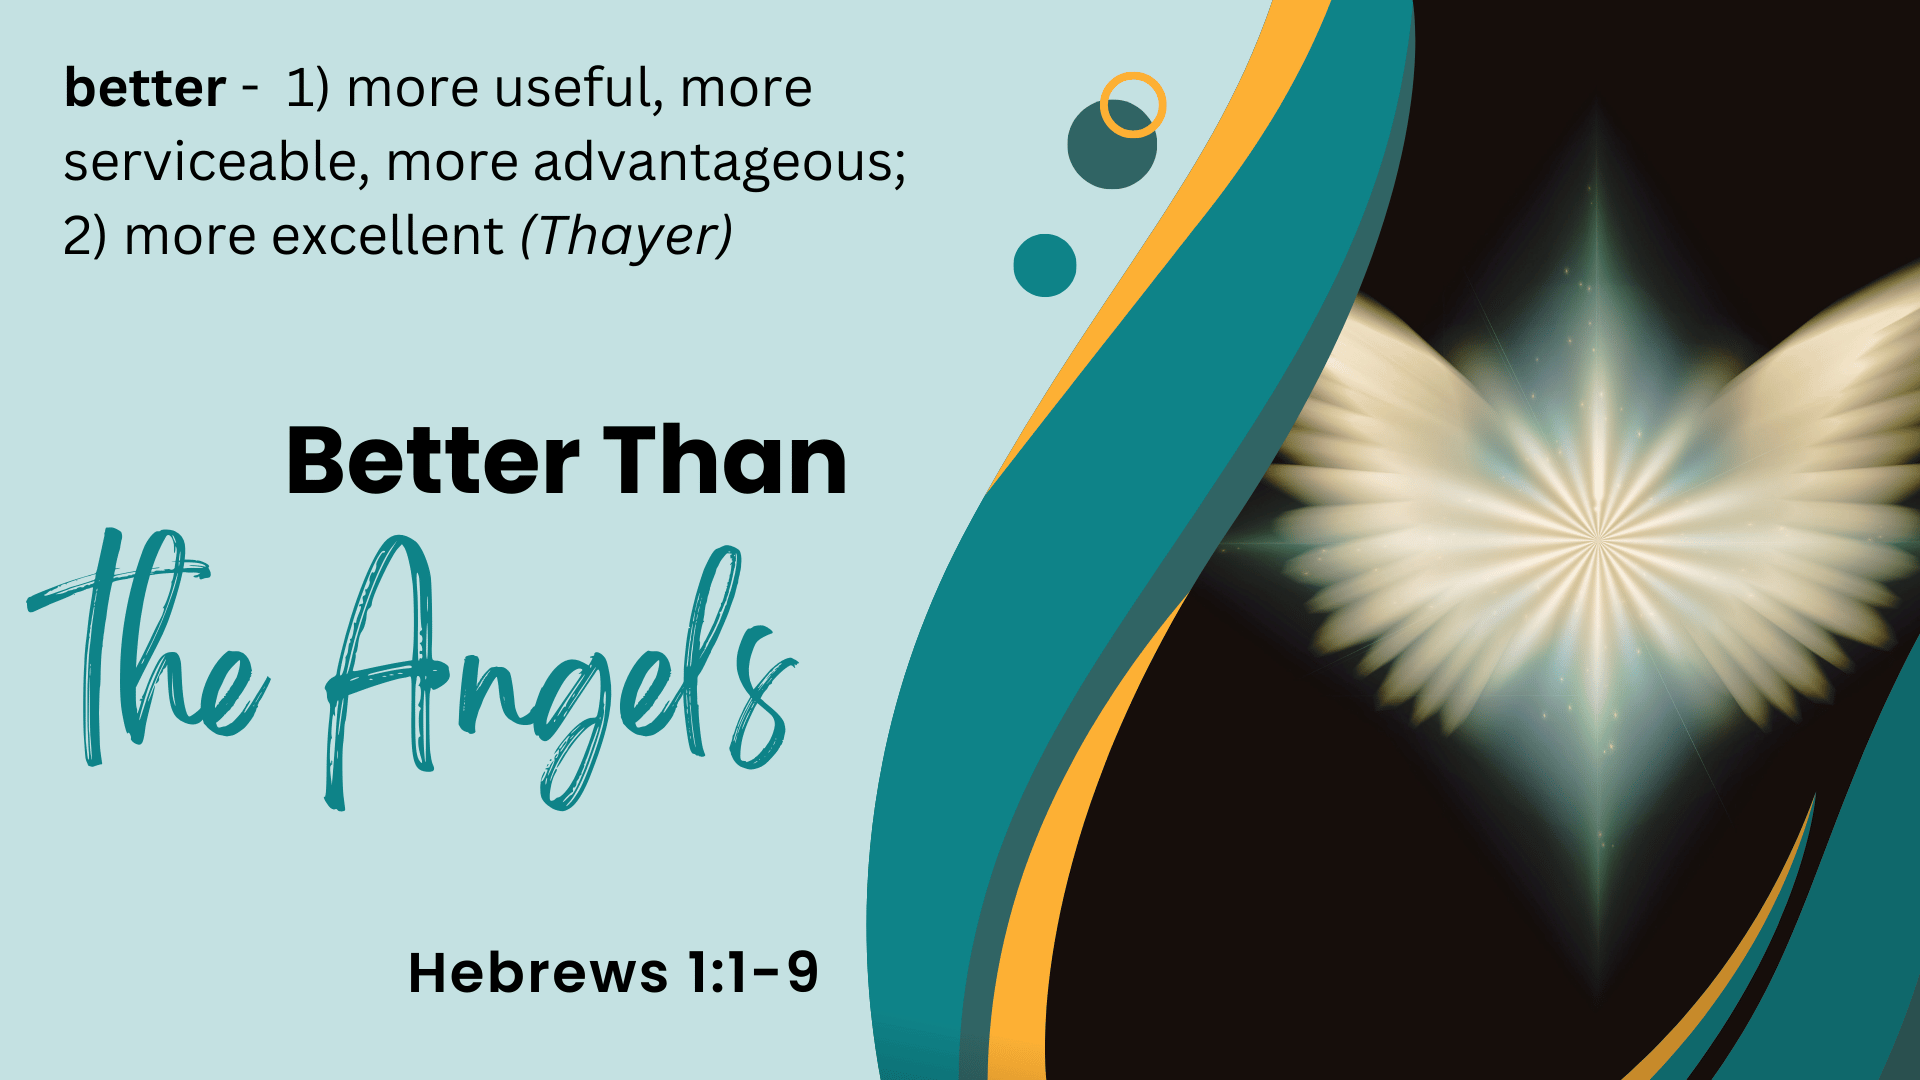 better - 1) more useful, more
serviceable, more advantageous;
2) more excellent (Thayer)
Better Than
The Angels
Hebrews 1:1-9